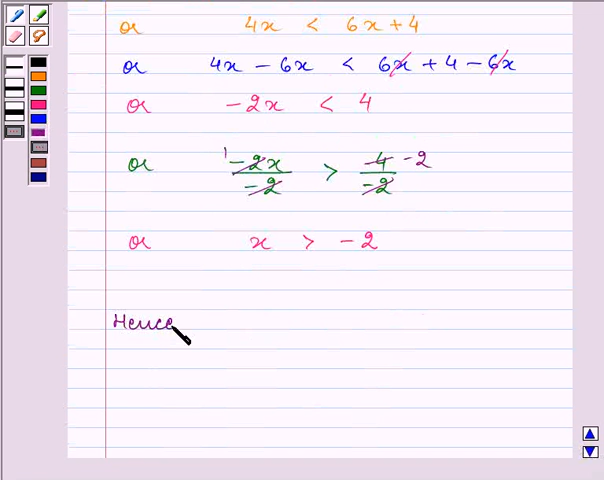 or 4x < 6x + 4
or 4x - 6x < 6x + 4 - 6x
or -2x < 4
or 1 -2x/-2 > 4/-2 -2
or x > -2
Hence